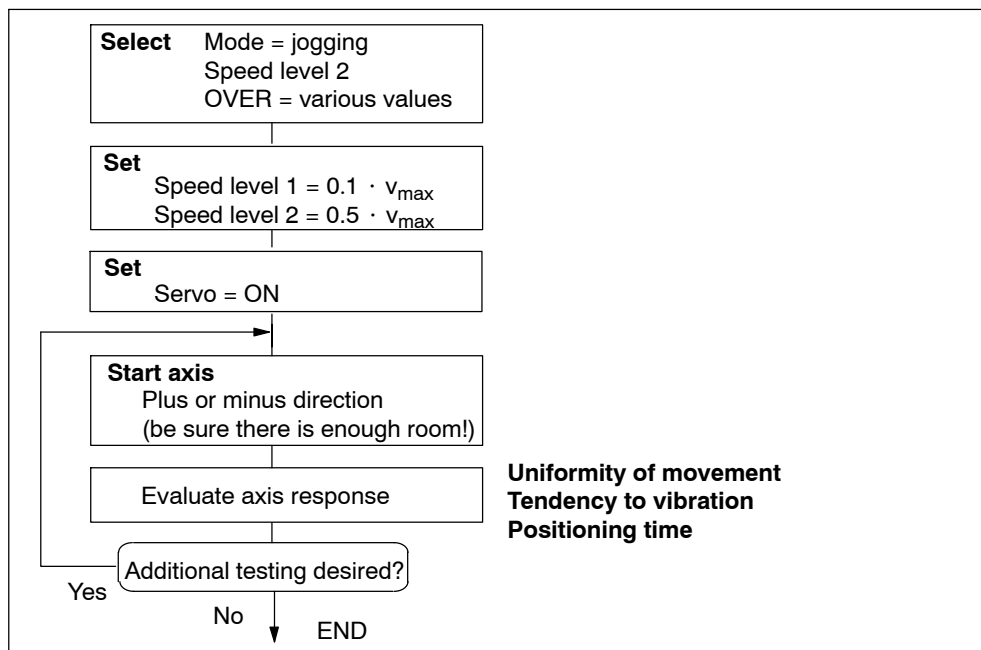 Select Mode = jogging
Speed level 2
OVER = various values
Set
Speed level 1 = 0.1 · vmax
Speed level 2 = 0.5 · vmax
Set
Servo = ON
Start axis
Plus or minus direction
(be sure there is enough room!)
Evaluate axis response
Uniformity of movement
Tendency to vibration
Positioning time
Additional testing desired?
Yes
No
END